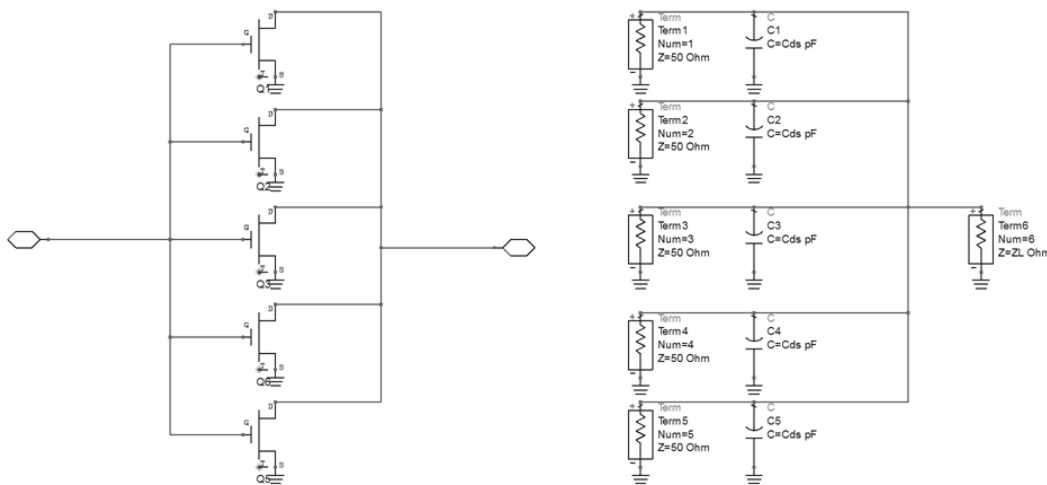 D
G
S
Q1
D
G
S
Q2
D
G
S
Q3
D
G
S
Q6
D
G
S
Q5
+ Term
Term1
Num=1
Z=50 Ohm
-
C
C1
C=Cds pF
+ Term
Term2
Num=2
Z=50 Ohm
-
C
C2
C=Cds pF
+ Term
Term3
Num=3
Z=50 Ohm
-
C
C3
C=Cds pF
+ Term
Term4
Num=4
Z=50 Ohm
-
C
C4
C=Cds pF
+ Term
Term5
Num=5
Z=50 Ohm
-
C
C5
C=Cds pF
+ Term
Term6
Num=6
Z=ZL Ohm
-